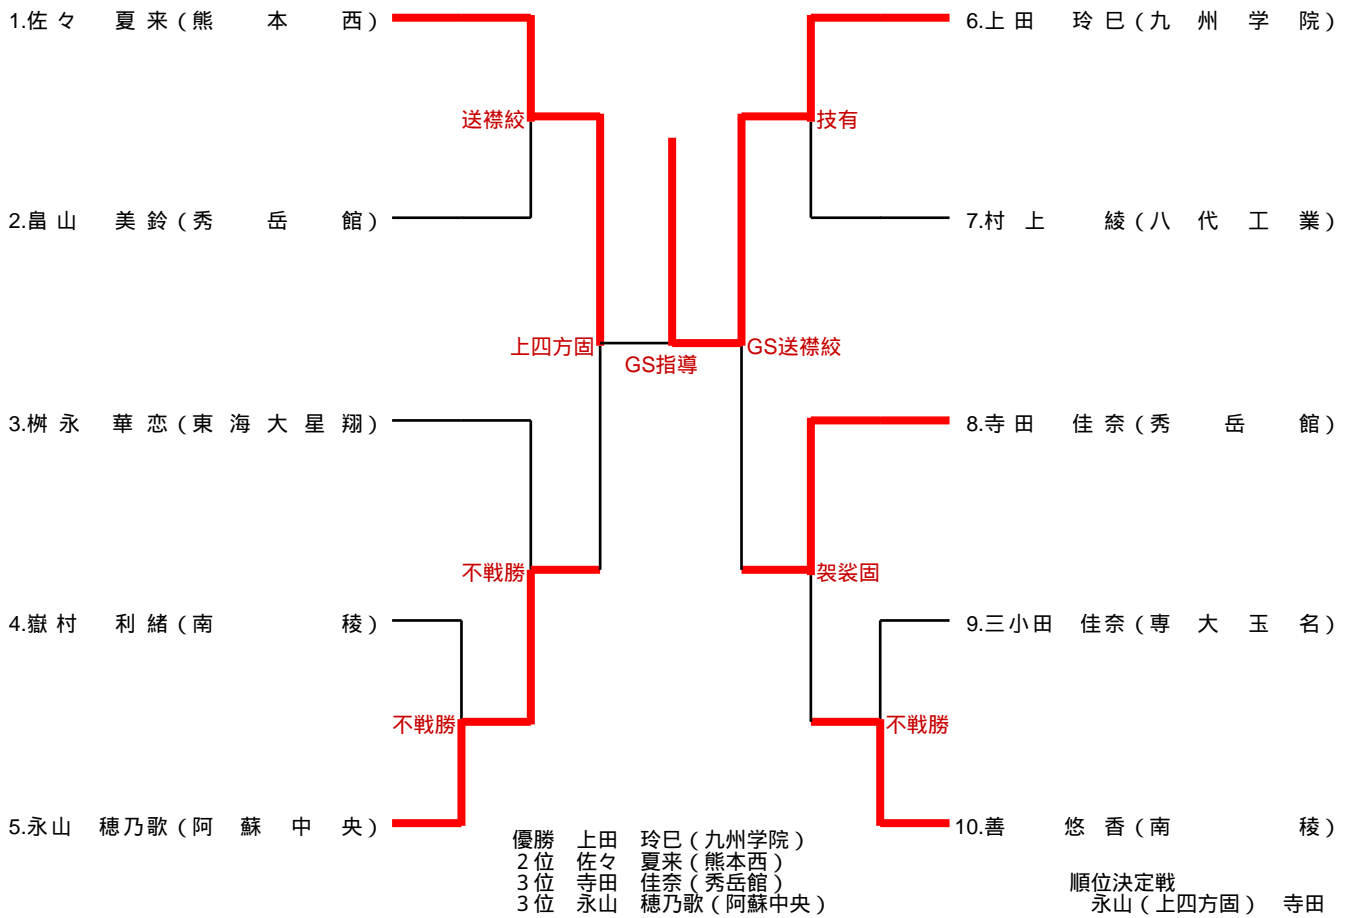 1.佐々 夏来(熊本西)
6.上田 玲巳(九州学院)
送襟絞
技有
2.畠山 美鈴(秀岳館)
7.村上 綾(八代工業)
上四方固
GS指導
GS送襟絞
3.桝永 華恋(東海大星翔)
8.寺田 佳奈(秀岳館)
不戦勝
袈裟固
4.嶽村 利緒(南稜)
9.三小田 佳奈(専大玉名)
不戦勝
不戦勝
5.永山 穂乃歌(阿蘇中央)
10.善 悠香(南稜)
優勝 上田 玲巳(九州学院)
2位 佐々 夏来(熊本西)
3位 寺田 佳奈(秀岳館)
3位 永山 穂乃歌(阿蘇中央)
順位決定戦
永山(上四方固) 寺田